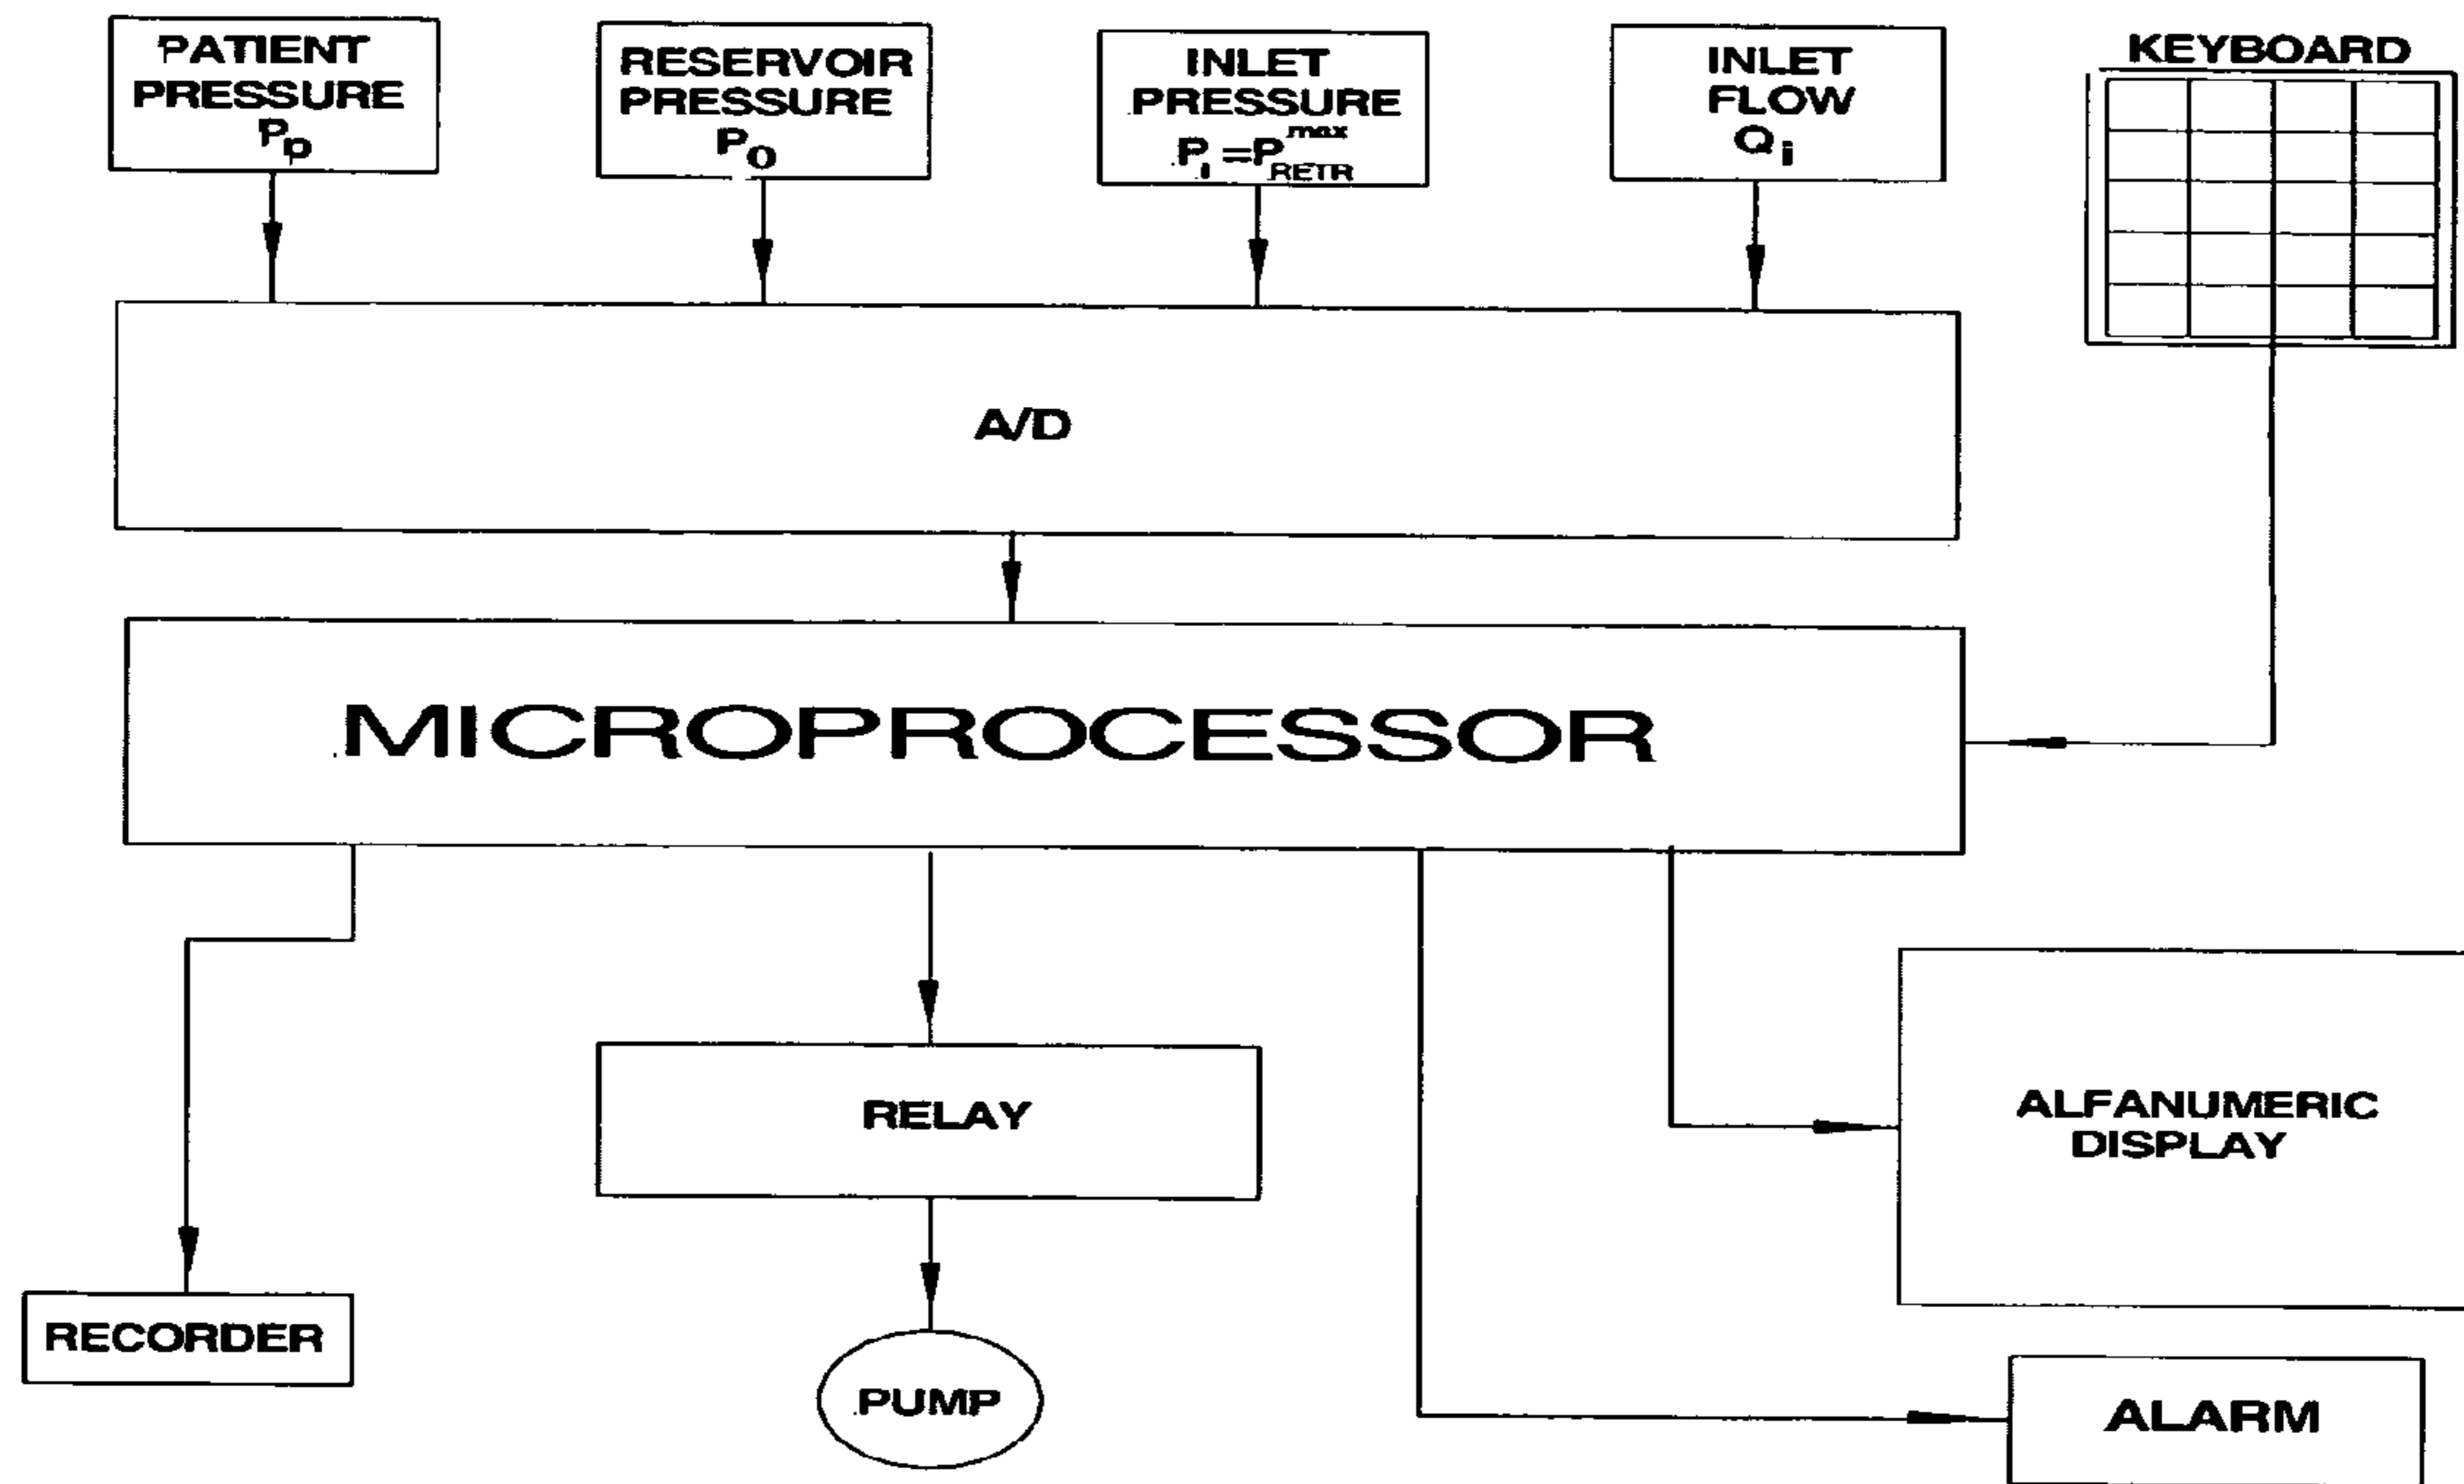 PATIENT
PRESSURE
Pp
RESERVOIR
PRESSURE
PO
INLET
PRESSURE
Pi = P max RETR
INLET
FLOW
Qi
KEYBOARD
A/D
MICROPROCESSOR
RELAY
ALFANUMERIC
DISPLAY
RECORDER
PUMP
ALARM